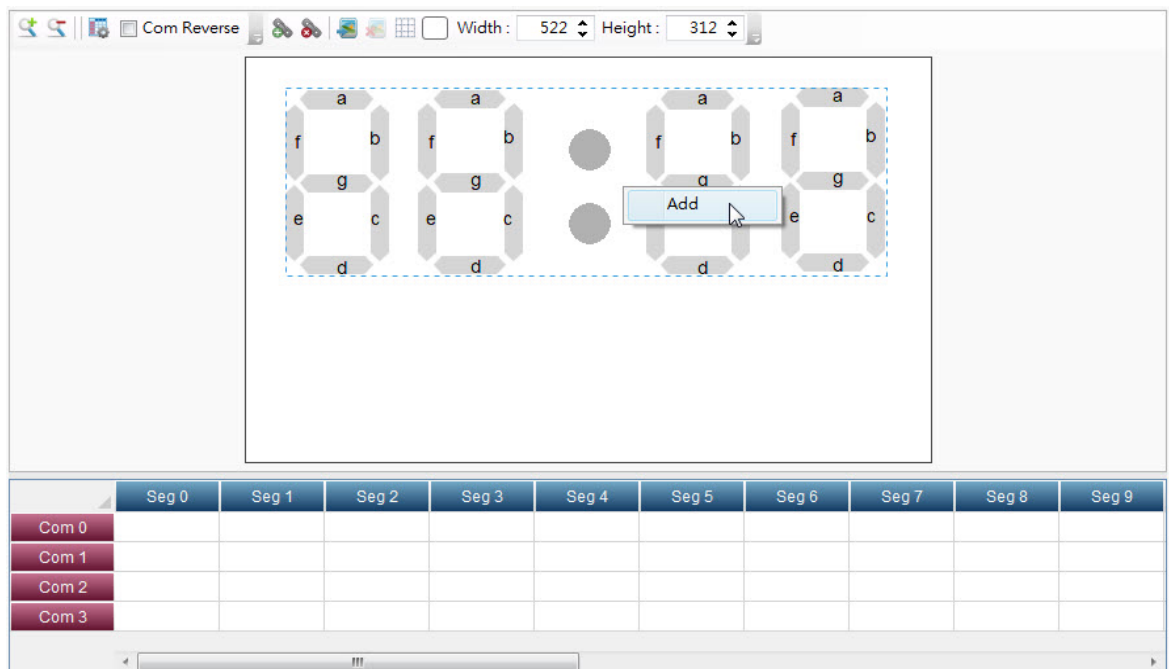 Com Reverse Width : 522 Height : 312
a a a a
f b f b f b f b
g g g g
Add
e c e c e c
d d d d
Seg 0 Seg 1 Seg 2 Seg 3 Seg 4 Seg 5 Seg 6 Seg 7 Seg 8 Seg 9
Com 0
Com 1
Com 2
Com 3